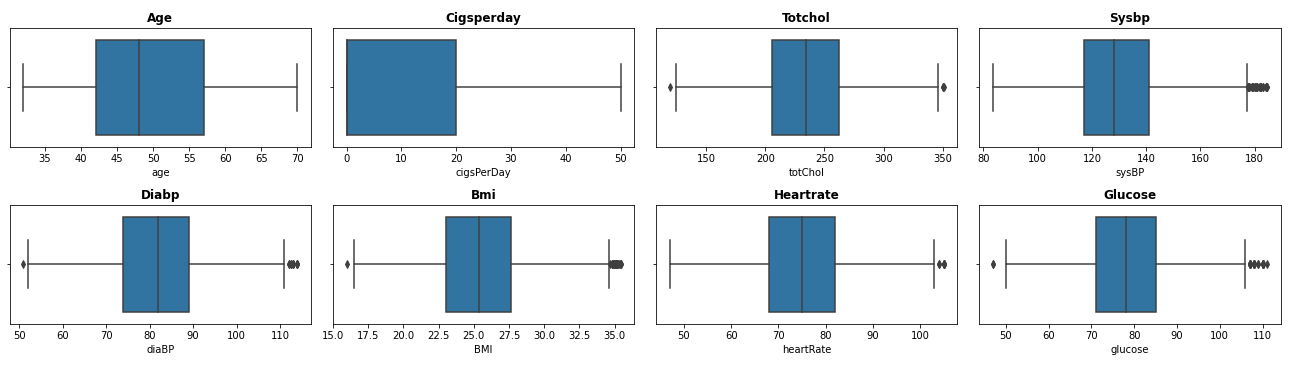 Age
35 40 45 50 55 60 65 70
age
Cigsperday
0 10 20 30 40 50
cigsPerDay
Totchol
150 200 250 300 350
totChol
Sysbp
80 100 120 140 160 180
sysBP
Diabp
50 60 70 80 90 100 110
diaBP
Bmi
15.0 17.5 20.0 22.5 25.0 27.5 30.0 32.5 35.0
BMI
Heartrate
50 60 70 80 90 100
heartRate
Glucose
50 60 70 80 90 100 110
glucose